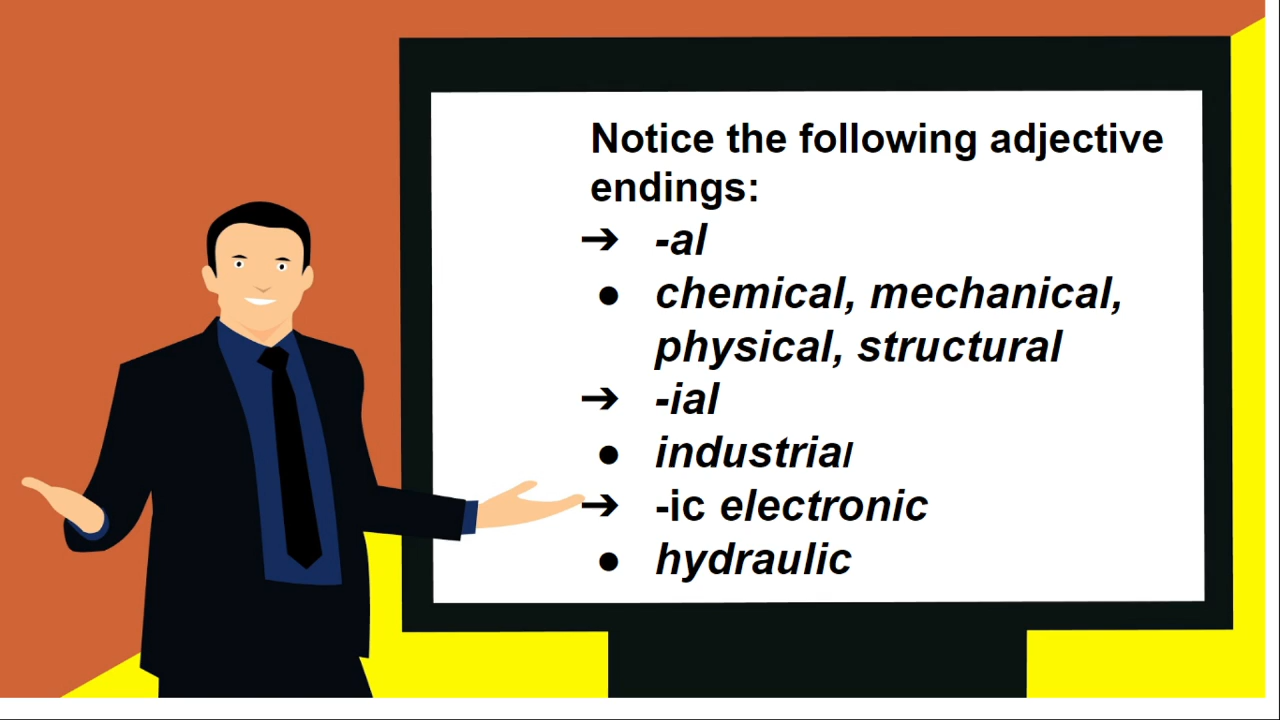 Notice the following adjective
endings:
➔ -al
● chemical, mechanical,
physical, structural
➔ -ial
● industrial
➔ -ic electronic
● hydraulic